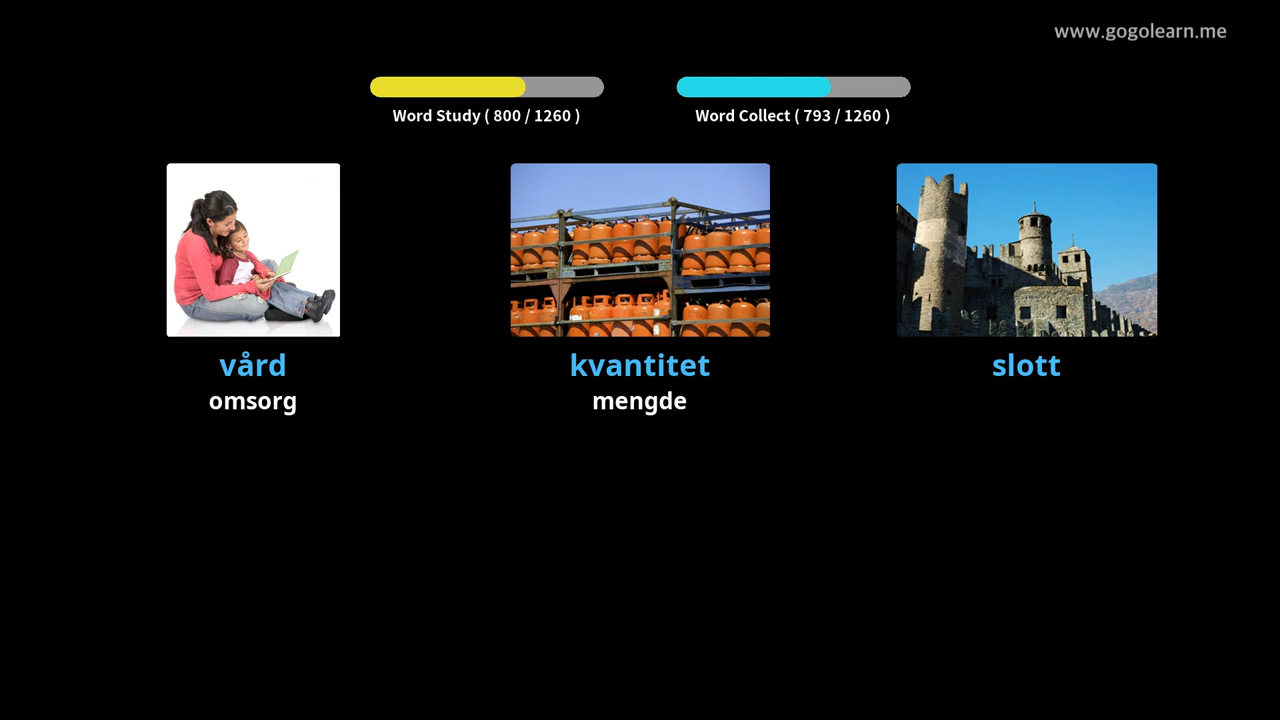 www.gogolearn.me
Word Study ( 800 / 1260 )
Word Collect ( 793 / 1260 )
vård
kvantitet
slott
omsorg
mengde